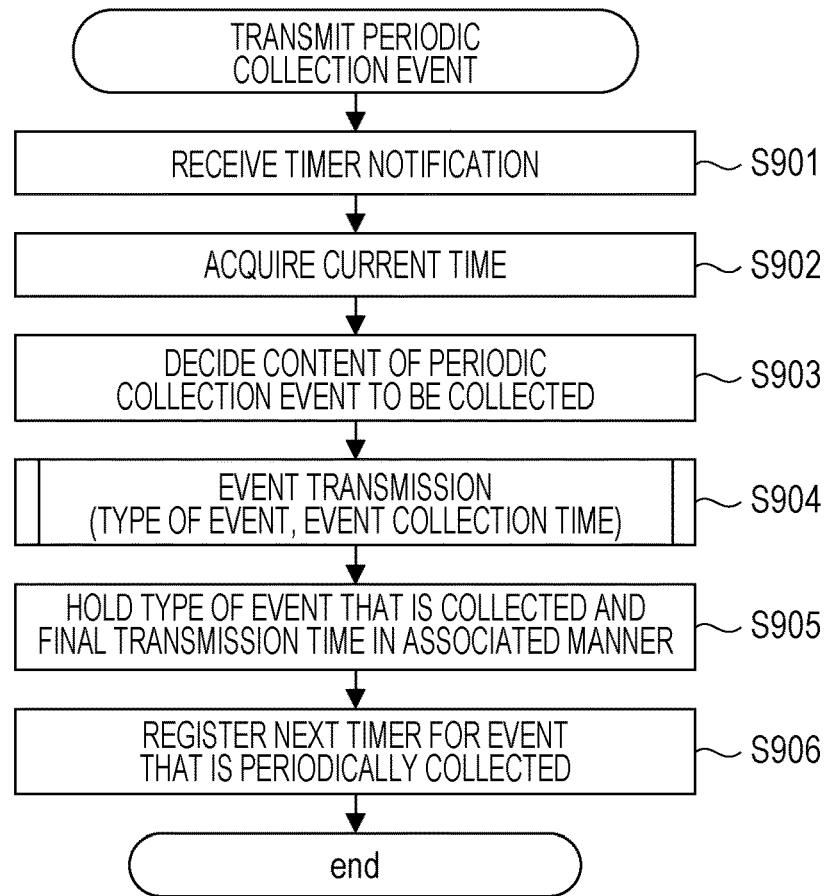 TRANSMIT PERIODIC
COLLECTION EVENT
RECEIVE TIMER NOTIFICATION
S901
ACQUIRE CURRENT TIME
S902
DECIDE CONTENT OF PERIODIC
COLLECTION EVENT TO BE COLLECTED
S903
EVENT TRANSMISSION
(TYPE OF EVENT, EVENT COLLECTION TIME)
S904
HOLD TYPE OF EVENT THAT IS COLLECTED AND
FINAL TRANSMISSION TIME IN ASSOCIATED MANNER
S905
REGISTER NEXT TIMER FOR EVENT
THAT IS PERIODICALLY COLLECTED
S906
end